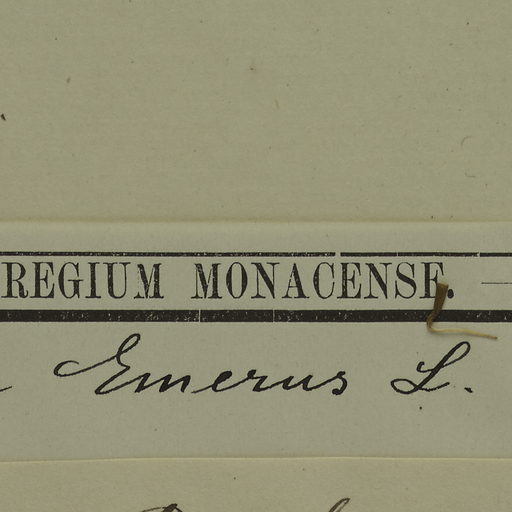 REGIUM MONACENSE.
Emerus L.